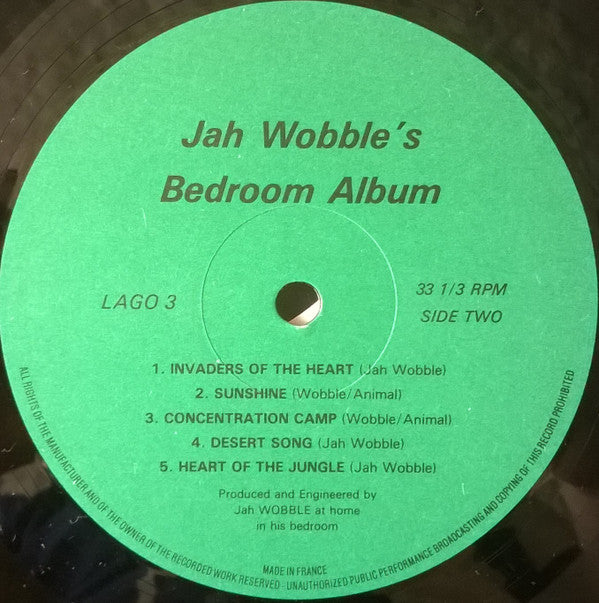 Jah Wobble's
Bedroom Album
LAGO 3
33 1/3 RPM
SIDE TWO
1. INVADERS OF THE HEART (Jah Wobble)
2. SUNSHINE (Wobble/Animal)
3. CONCENTRATION CAMP (Wobble/Animal)
4. DESERT SONG (Jah Wobble)
5. HEART OF THE JUNGLE (Jah Wobble)
Produced and Engineered by
Jah WOBBLE at home
in his bedroom
MADE IN FRANCE
ALL RIGHTS OF THE MANUFACTURER AND OF THE OWNER OF THE RECORDED WORK RESERVED - UNAUTHORIZED PUBLIC PERFORMANCE BROADCASTING AND COPYING OF THIS RECORD PROHIBITED